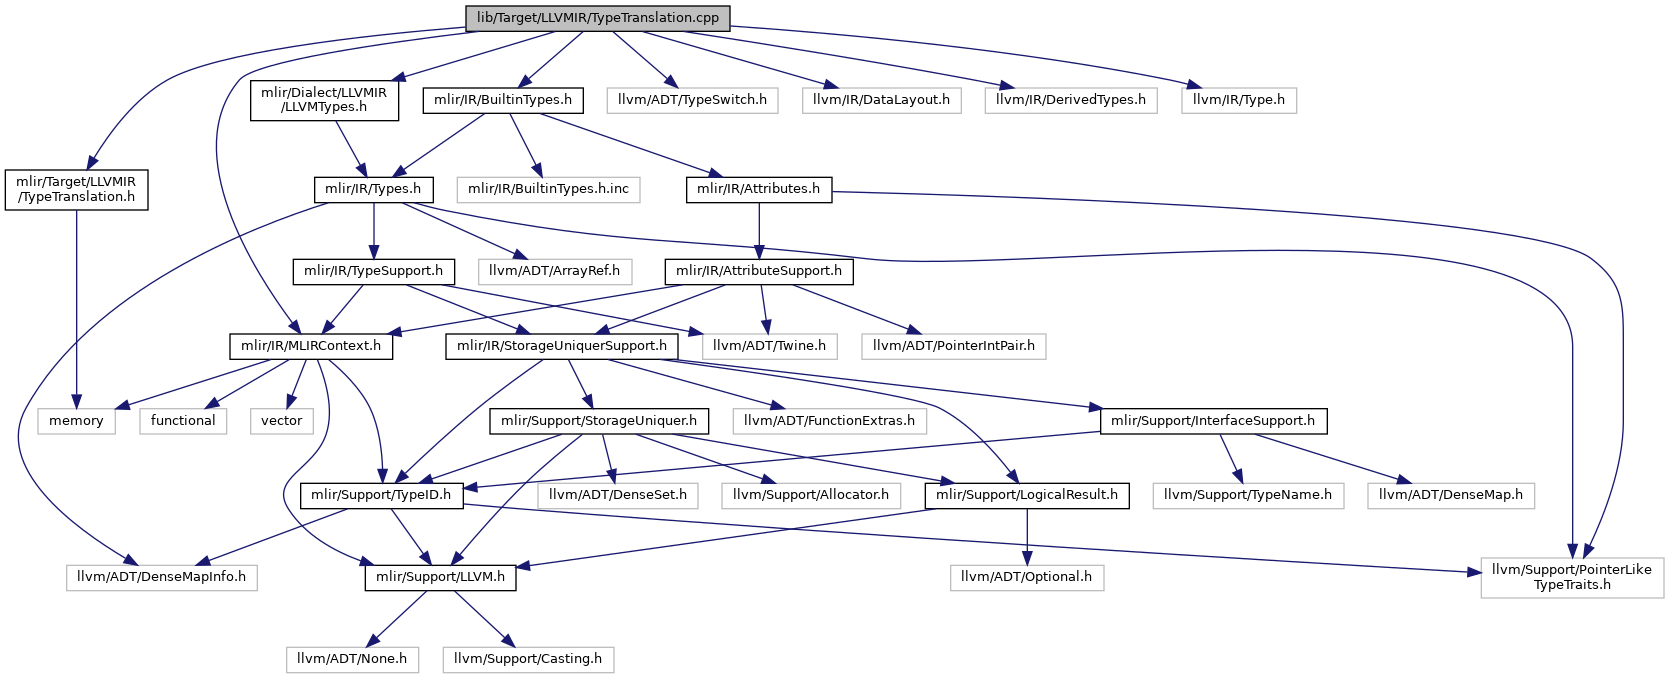 lib/Target/LLVMIR/TypeTranslation.cpp
mlir/Dialect/LLVMIR
/LLVMTypes.h
mlir/IR/BuiltinTypes.h
llvm/ADT/TypeSwitch.h
llvm/IR/DataLayout.h
llvm/IR/DerivedTypes.h
llvm/IR/Type.h
mlir/Target/LLVMIR
/TypeTranslation.h
mlir/IR/Types.h
mlir/IR/BuiltinTypes.h.inc
mlir/IR/Attributes.h
mlir/IR/TypeSupport.h
llvm/ADT/ArrayRef.h
mlir/IR/AttributeSupport.h
mlir/IR/MLIRContext.h
mlir/IR/StorageUniquerSupport.h
llvm/ADT/Twine.h
llvm/ADT/PointerIntPair.h
memory
functional
vector
mlir/Support/StorageUniquer.h
llvm/ADT/FunctionExtras.h
mlir/Support/InterfaceSupport.h
mlir/Support/TypeID.h
llvm/ADT/DenseSet.h
llvm/Support/Allocator.h
mlir/Support/LogicalResult.h
llvm/Support/TypeName.h
llvm/ADT/DenseMap.h
llvm/ADT/DenseMapInfo.h
mlir/Support/LLVM.h
llvm/ADT/Optional.h
llvm/Support/PointerLike
TypeTraits.h
llvm/ADT/None.h
llvm/Support/Casting.h